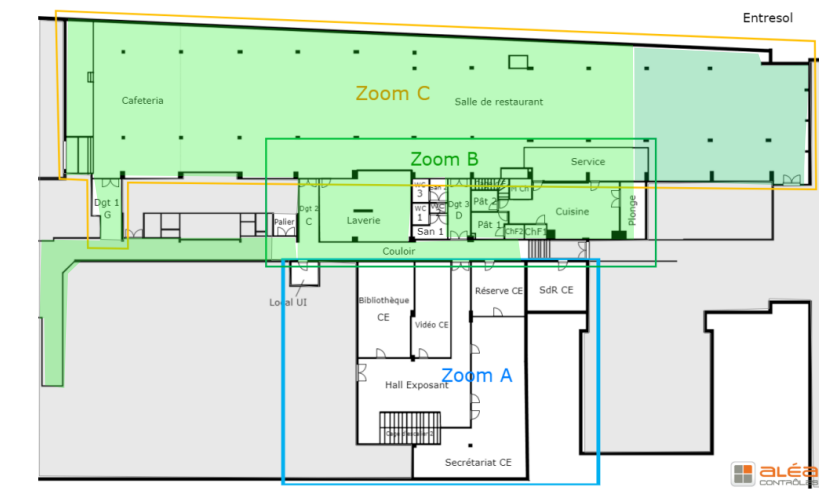 Entresol
Zoom C
Cafeteria
Salle de restaurant
Zoom B
Service
Dgt 1
G
Dgt 2
C
Palier
Laverie
WC
3
WC
1
San 1
Dgt 3
D
Pât 2
Pât 1
ChF2
ChF1
Cuisine
Plonge
Couloir
Local UI
Bibliothèque
CE
Vidéo CE
Réserve CE
SdR CE
Zoom A
Hall Exposant
Secrétariat CE
aléa
CONTRÔLES